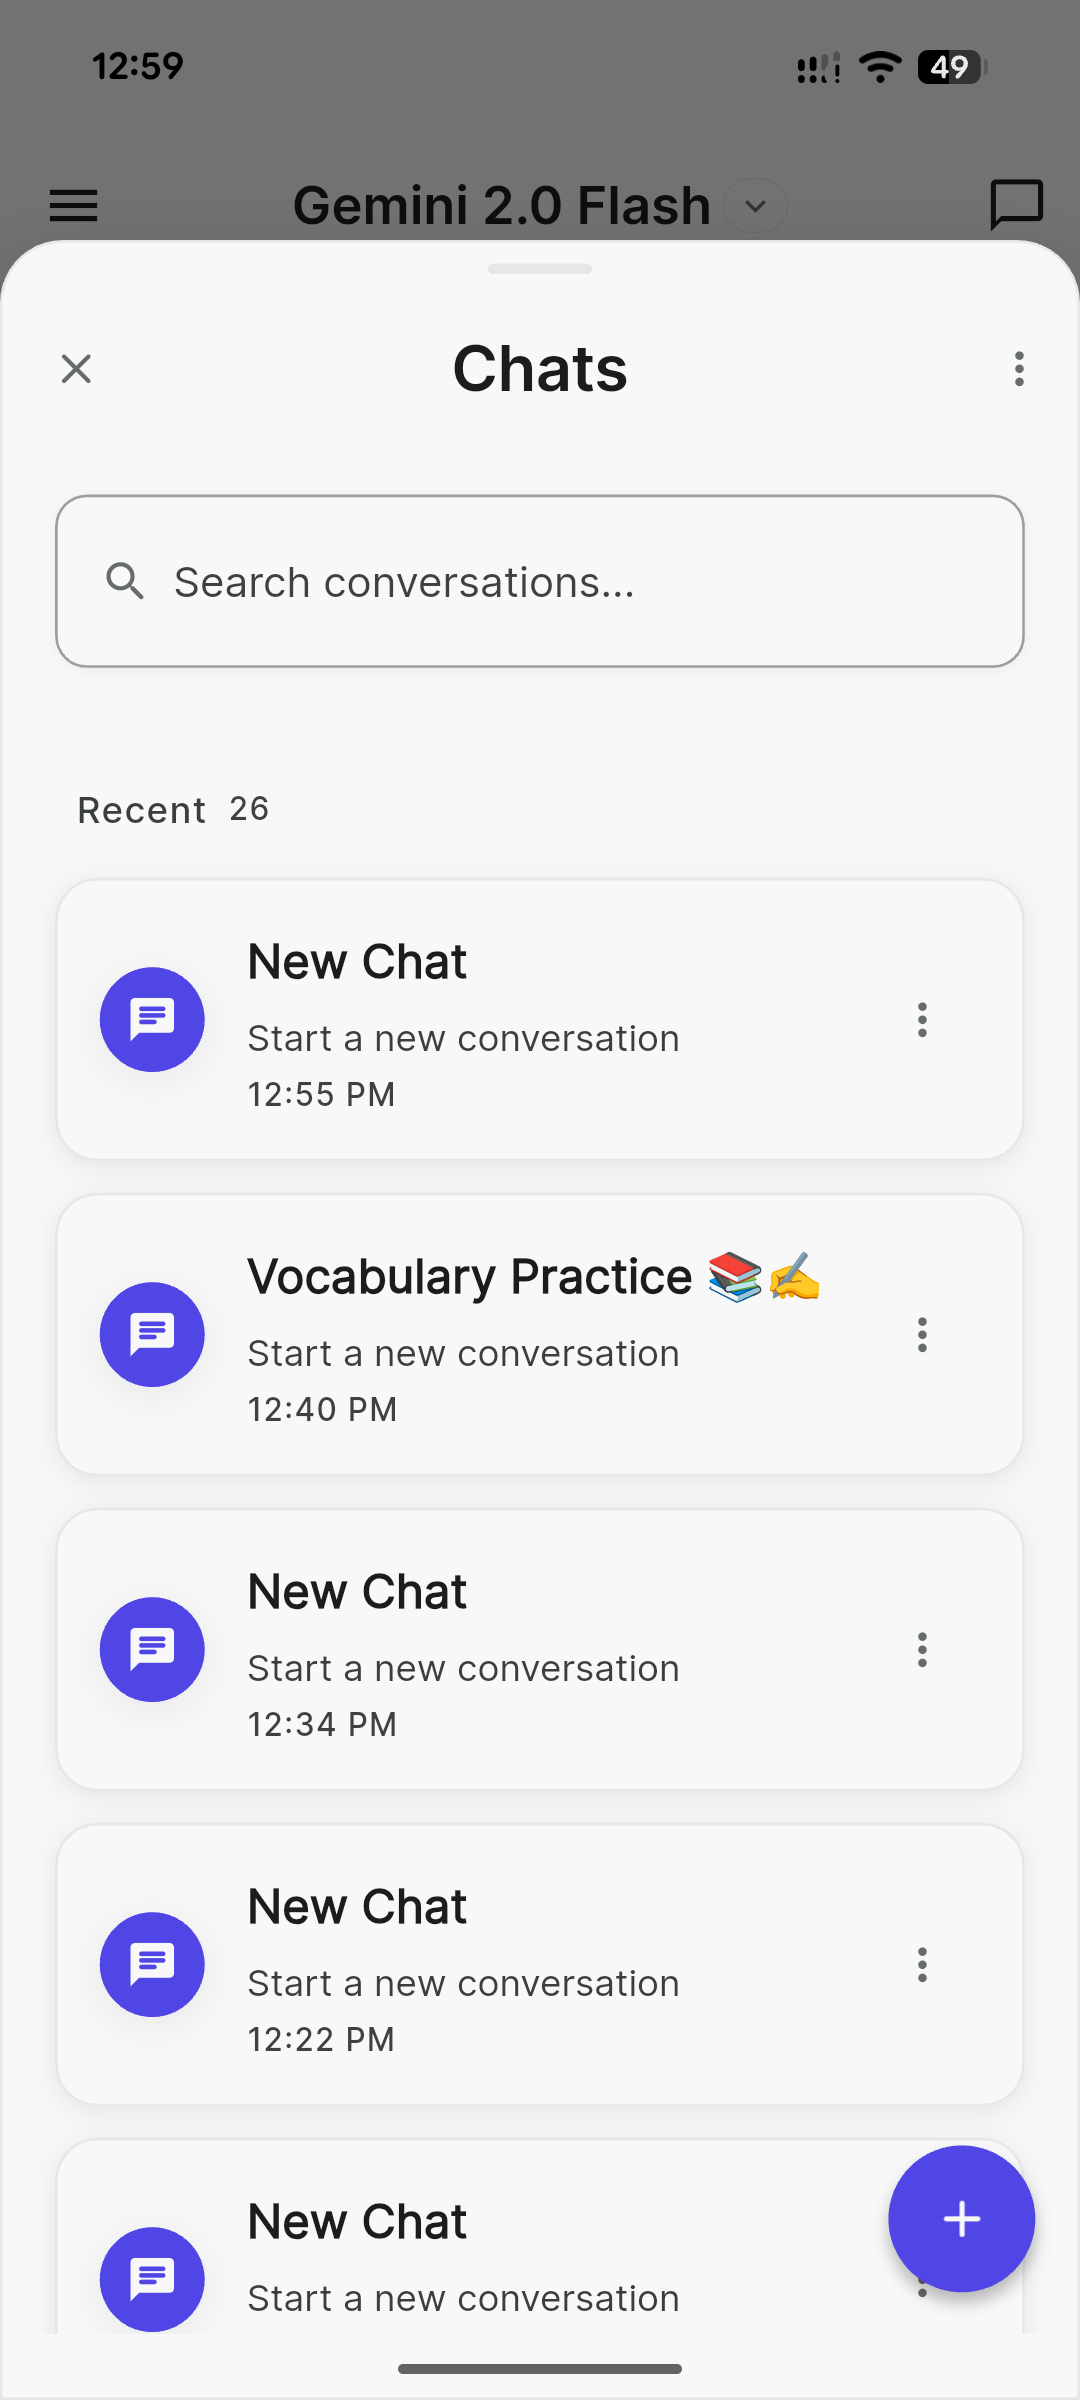 12:59
49
Gemini 2.0 Flash
Chats
Search conversations...
Recent 26
New Chat
Start a new conversation
12:55 PM
Vocabulary Practice 📚✍️
Start a new conversation
12:40 PM
New Chat
Start a new conversation
12:34 PM
New Chat
Start a new conversation
12:22 PM
New Chat
Start a new conversation